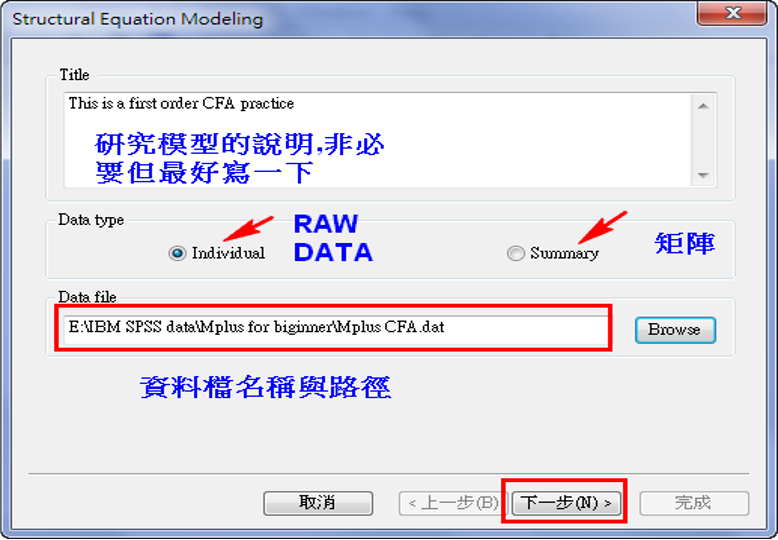 Structural Equation Modeling
Title
This is a first order CFA practice
研究模型的說明,非必
要但最好寫一下
Data type
Individual
RAW
DATA
Summary
矩陣
Data file
E:\IBM SPSS data\Mplus for biginner\Mplus CFA.dat
Browse
資料檔名稱與路徑
取消
< 上一步(B)
下一步(N) >
完成